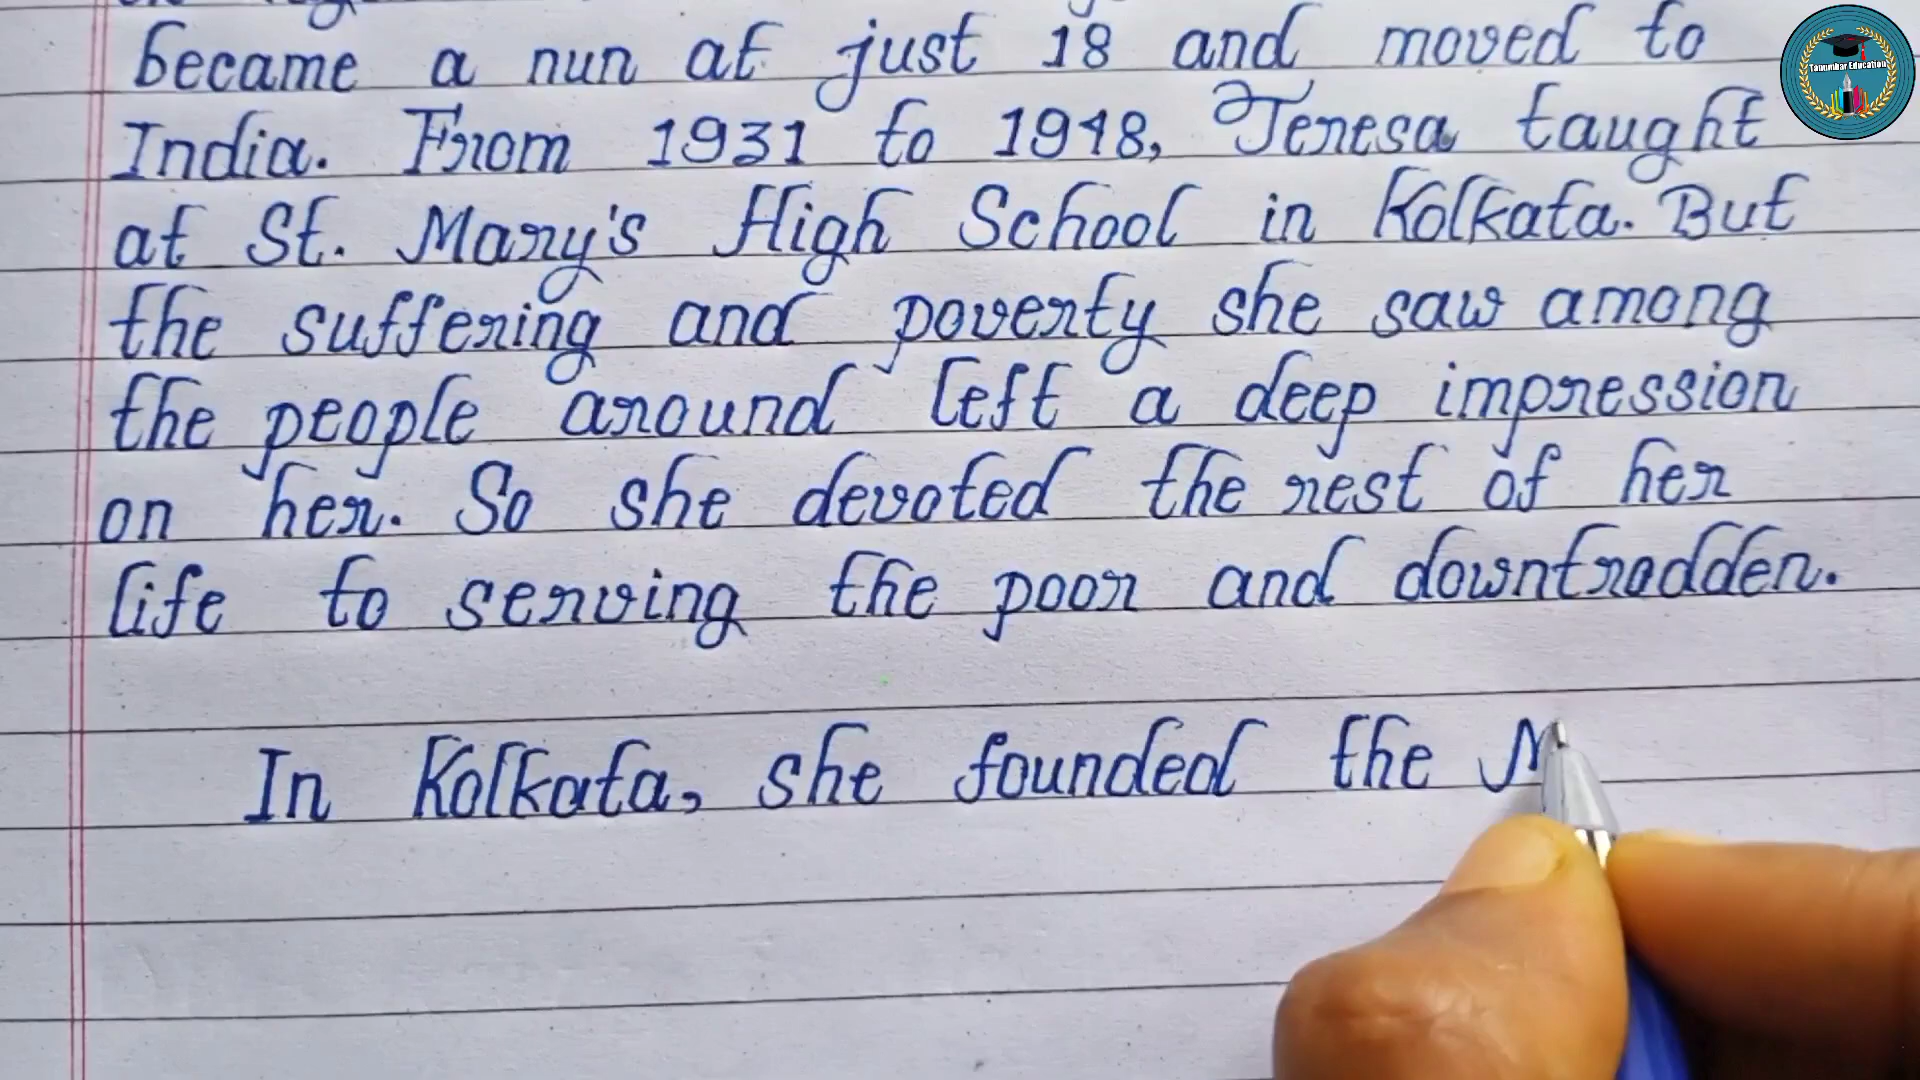 became a nun at just 18 and moved to
India. From 1931 to 1948, Teresa taught
at St. Mary's High School in Kolkata. But
the suffering and poverty she saw among
the people around left a deep impression
on her. So she devoted the rest of her
life to serving the poor and downtrodden.
In Kolkata, she founded the M
Tanumbar Education